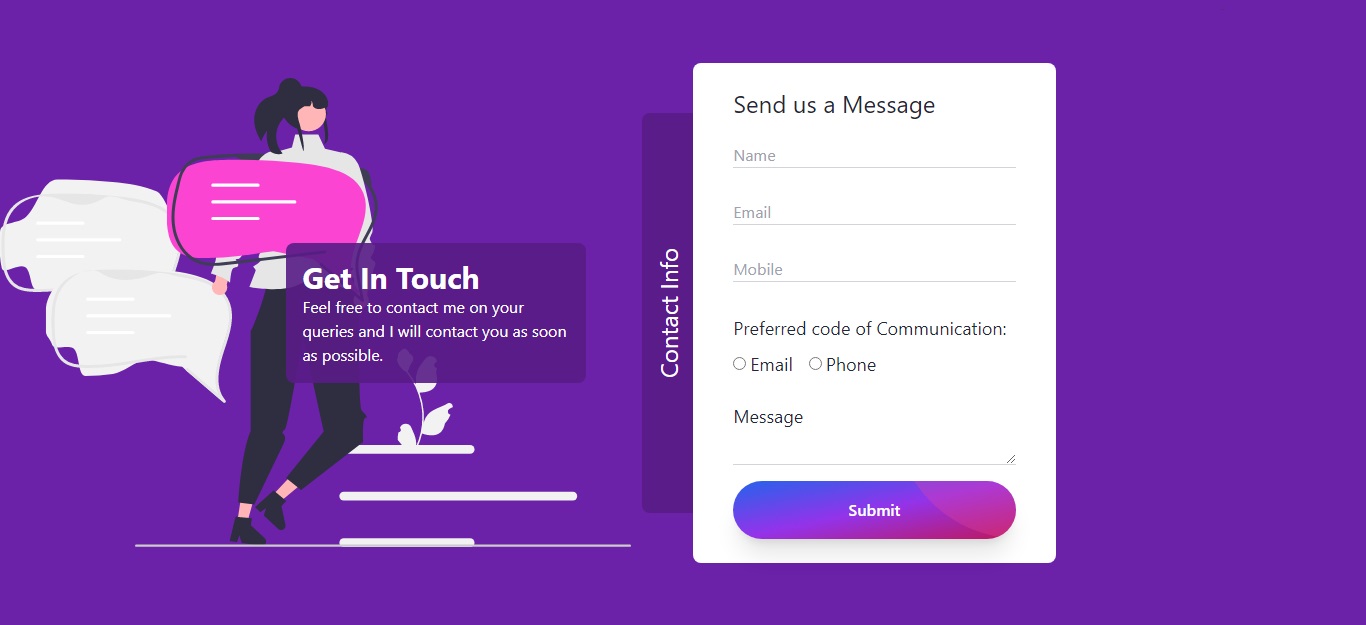 Get In Touch
Feel free to contact me on your
queries and I will contact you as soon
as possible.
Contact Info
Send us a Message
Name
Email
Mobile
Preferred code of Communication:
Email Phone
Message
Submit